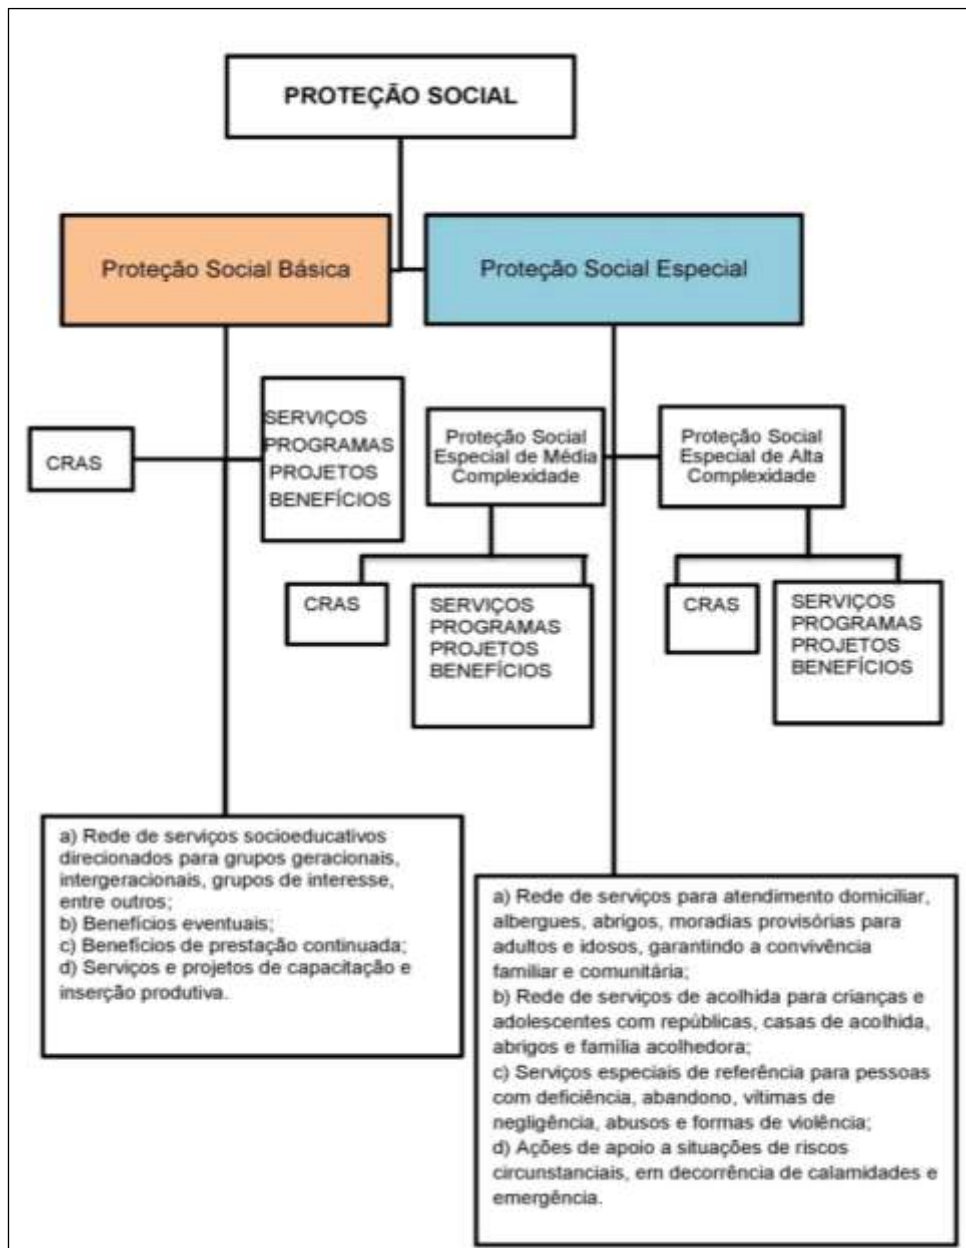 PROTEÇÃO SOCIAL
Proteção Social Básica
Proteção Social Especial
CRAS
SERVIÇOS
PROGRAMAS
PROJETOS
BENEFÍCIOS
Proteção Social
Especial de Média
Complexidade
Proteção Social
Especial de Alta
Complexidade
CRAS
SERVIÇOS
PROGRAMAS
PROJETOS
BENEFÍCIOS
CRAS
SERVIÇOS
PROGRAMAS
PROJETOS
BENEFÍCIOS
a) Rede de serviços socioeducativos
direcionados para grupos geracionais,
intergeracionais, grupos de interesse,
entre outros;
b) Benefícios eventuais;
c) Benefícios de prestação continuada;
d) Serviços e projetos de capacitação e
inserção produtiva.
a) Rede de serviços para atendimento domiciliar,
albergues, abrigos, moradias provisórias para
adultos e idosos, garantindo a convivência
familiar e comunitária;
b) Rede de serviços de acolhida para crianças e
adolescentes com repúblicas, casas de acolhida,
abrigos e família acolhedora;
c) Serviços especiais de referência para pessoas
com deficiência, abandono, vítimas de
negligência, abusos e formas de violência;
d) Ações de apoio a situações de riscos
circunstanciais, em decorrência de calamidades e
emergência.